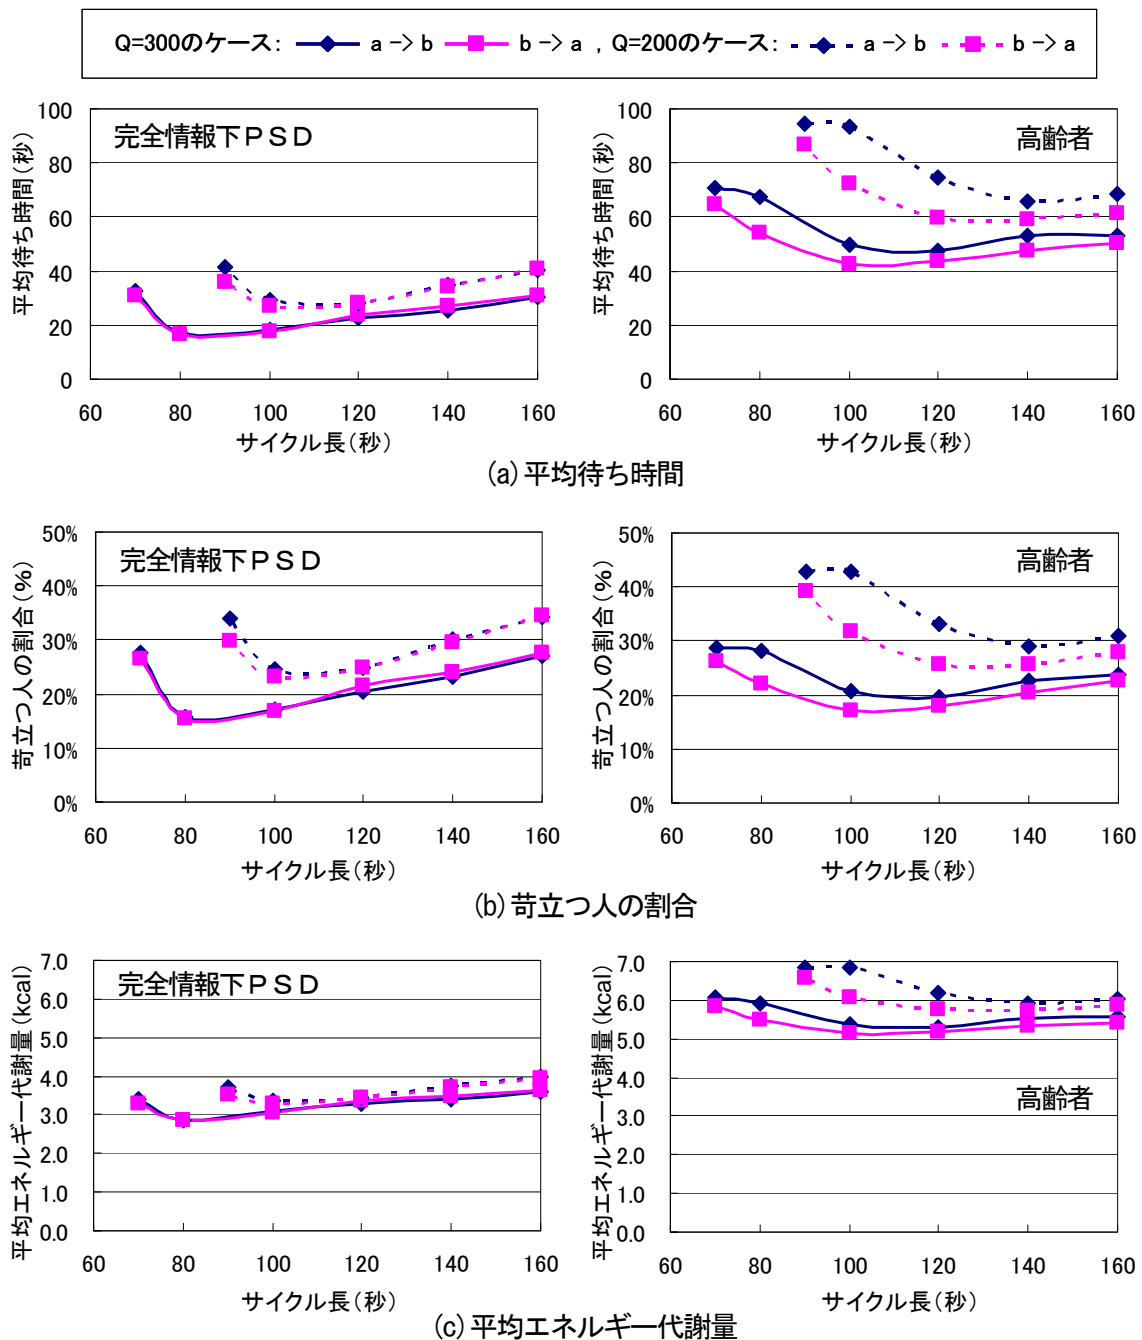 Q=300のケース: a -> b b -> a , Q=200のケース: a -> b b -> a
平均待ち時間(秒)
100
80
60
40
20
0
完全情報下PSD
60 80 100 120 140 160
サイクル長(秒)
平均待ち時間(秒)
100
80
60
40
20
0
高齢者
60 80 100 120 140 160
サイクル長(秒)
(a) 平均待ち時間
苛立つ人の割合(%)
50%
40%
30%
20%
10%
0%
完全情報下PSD
60 80 100 120 140 160
サイクル長(秒)
苛立つ人の割合(%)
50%
40%
30%
20%
10%
0%
高齢者
60 80 100 120 140 160
サイクル長(秒)
(b) 苛立つ人の割合
平均エネルギー代謝量(kcal)
7.0
6.0
5.0
4.0
3.0
2.0
1.0
0.0
完全情報下PSD
60 80 100 120 140 160
サイクル長(秒)
平均エネルギー代謝量(kcal)
7.0
6.0
5.0
4.0
3.0
2.0
1.0
0.0
高齢者
60 80 100 120 140 160
サイクル長(秒)
(c) 平均エネルギー代謝量